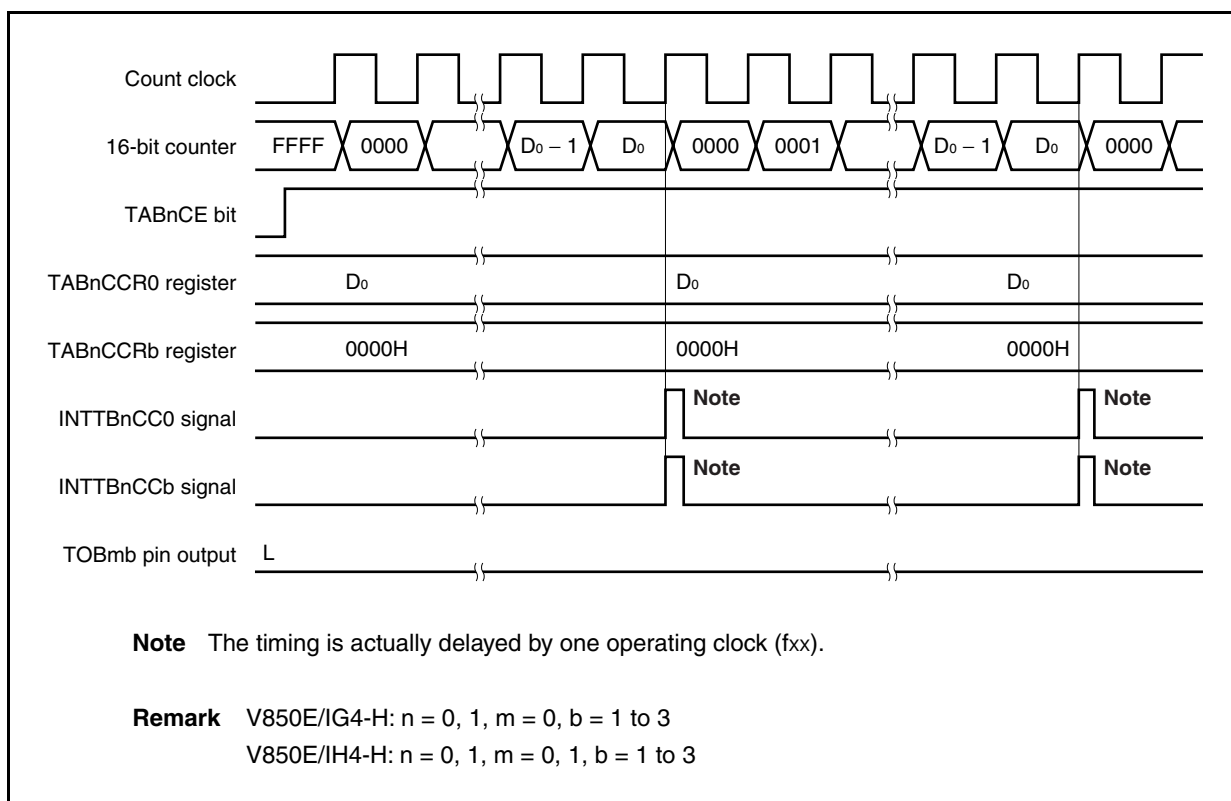 Count clock
16-bit counter FFFF 0000 D0 − 1 D0 0000 0001 D0 − 1 D0 0000
TABnCE bit
TABnCCR0 register D0 D0 D0
TABnCCRb register 0000H 0000H 0000H
INTTBnCC0 signal Note Note
INTTBnCCb signal Note Note
TOBmb pin output L
Note The timing is actually delayed by one operating clock (fxx).
Remark V850E/IG4-H: n = 0, 1, m = 0, b = 1 to 3
V850E/IH4-H: n = 0, 1, m = 0, 1, b = 1 to 3